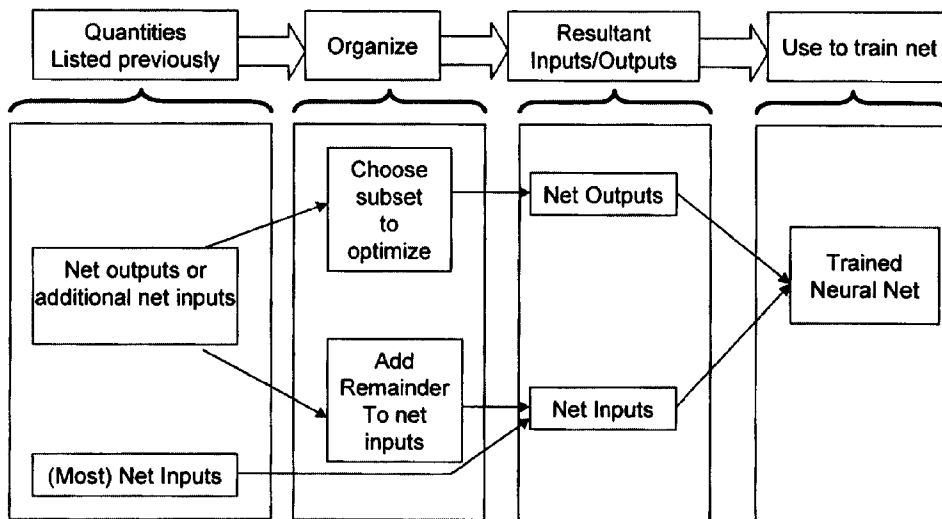 Quantities
Listed previously
Organize
Resultant
Inputs/Outputs
Use to train net
Net outputs or
additional net inputs
(Most) Net Inputs
Choose
subset
to
optimize
Add
Remainder
To net
inputs
Net Outputs
Net Inputs
Trained
Neural Net